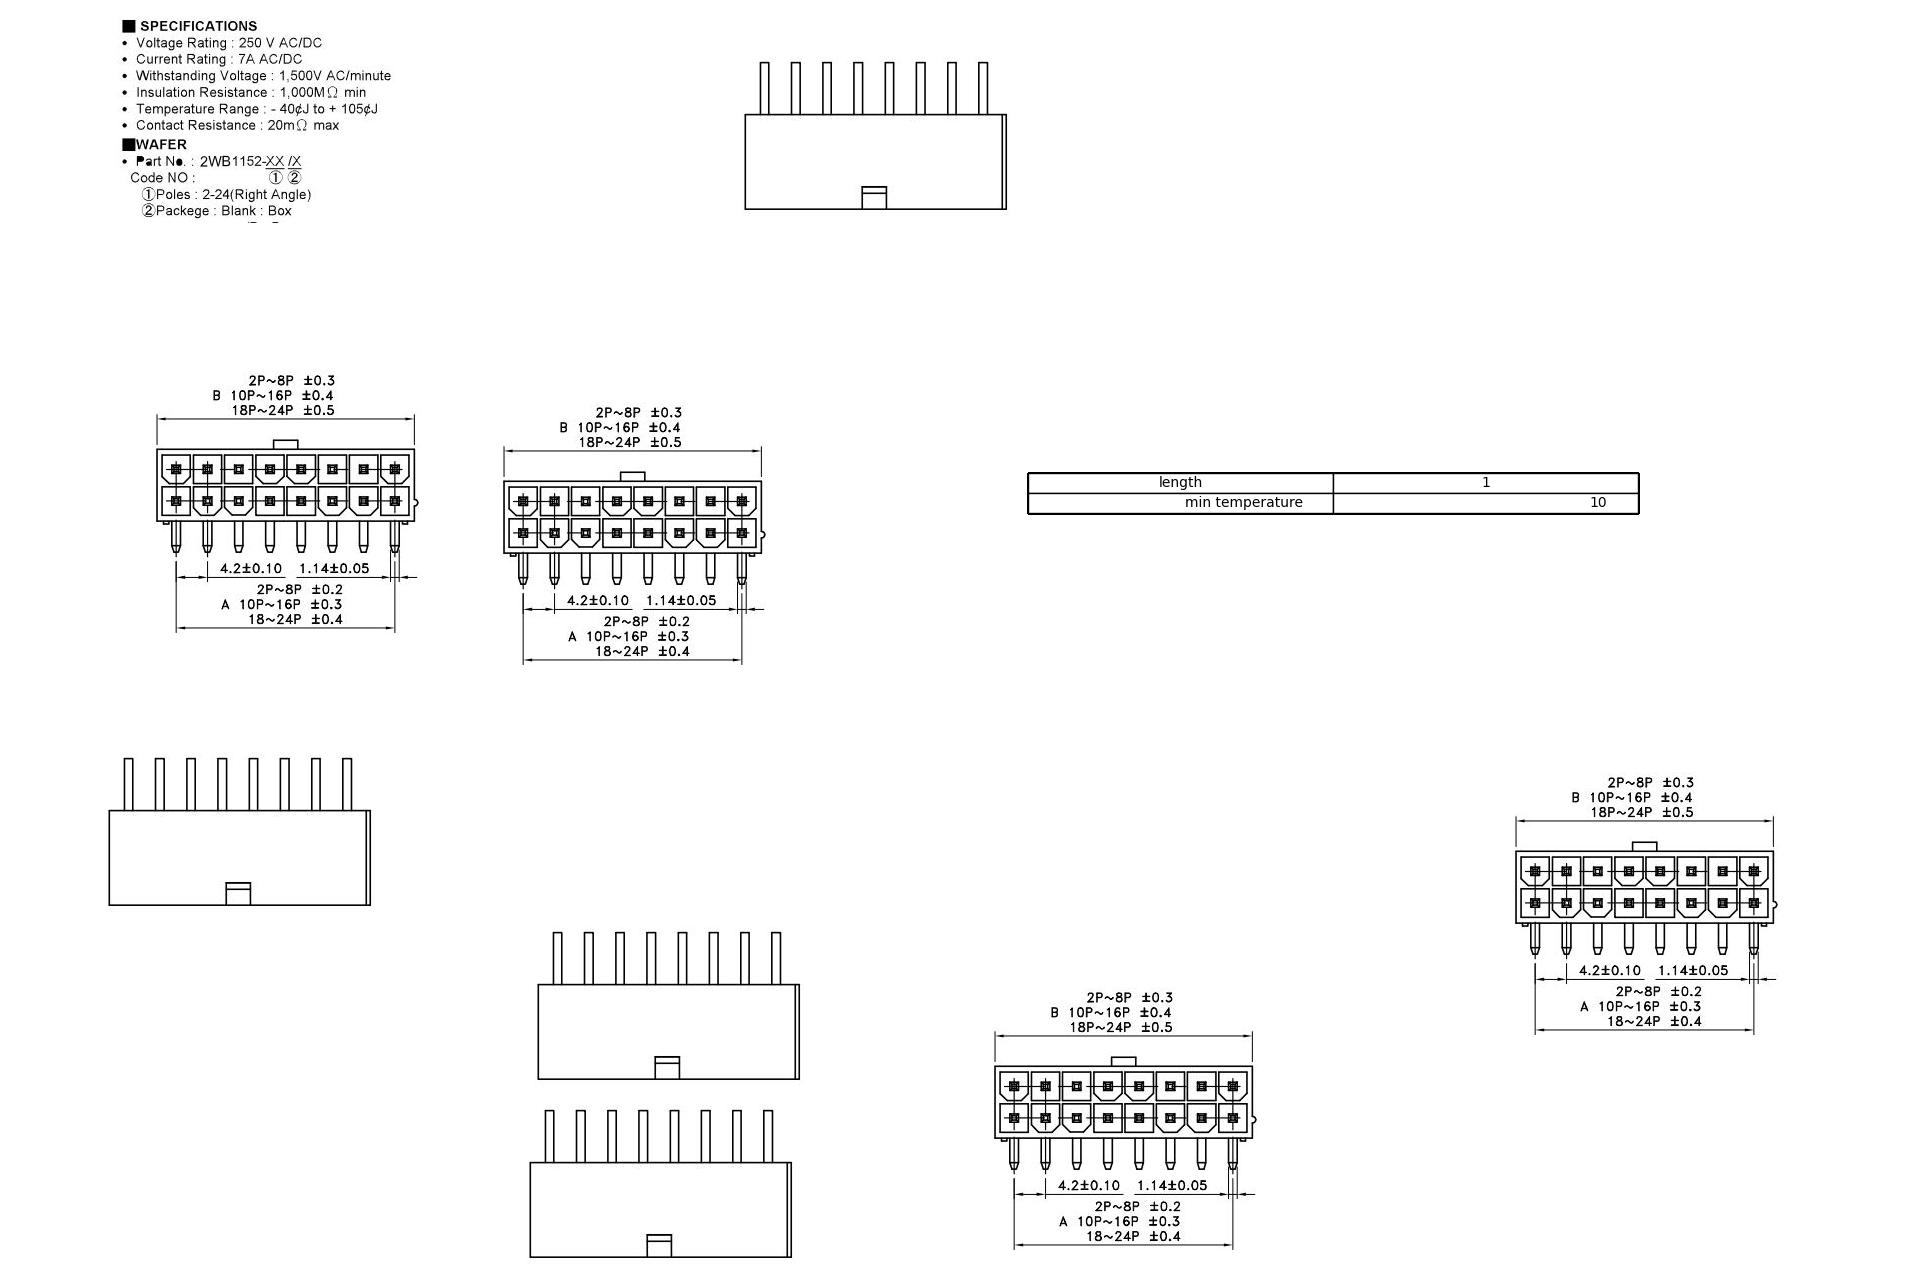 ■ SPECIFICATIONS
• Voltage Rating : 250 V AC/DC
• Current Rating : 7A AC/DC
• Withstanding Voltage : 1,500V AC/minute
• Insulation Resistance : 1,000MΩ min
• Temperature Range : - 40¢J to + 105¢J
• Contact Resistance : 20mΩ max
■WAFER
• Part No. : 2WB1152-XX /X
Code NO : ① ②
①Poles : 2-24(Right Angle)
②Packege : Blank : Box
2P~8P ±0.3
B 10P~16P ±0.4
18P~24P ±0.5
4.2±0.10 1.14±0.05
2P~8P ±0.2
A 10P~16P ±0.3
18~24P ±0.4
2P~8P ±0.3
B 10P~16P ±0.4
18P~24P ±0.5
4.2±0.10 1.14±0.05
2P~8P ±0.2
A 10P~16P ±0.3
18~24P ±0.4
length 1
min temperature 10
2P~8P ±0.3
B 10P~16P ±0.4
18P~24P ±0.5
4.2±0.10 1.14±0.05
2P~8P ±0.2
A 10P~16P ±0.3
18~24P ±0.4
2P~8P ±0.3
B 10P~16P ±0.4
18P~24P ±0.5
4.2±0.10 1.14±0.05
2P~8P ±0.2
A 10P~16P ±0.3
18~24P ±0.4